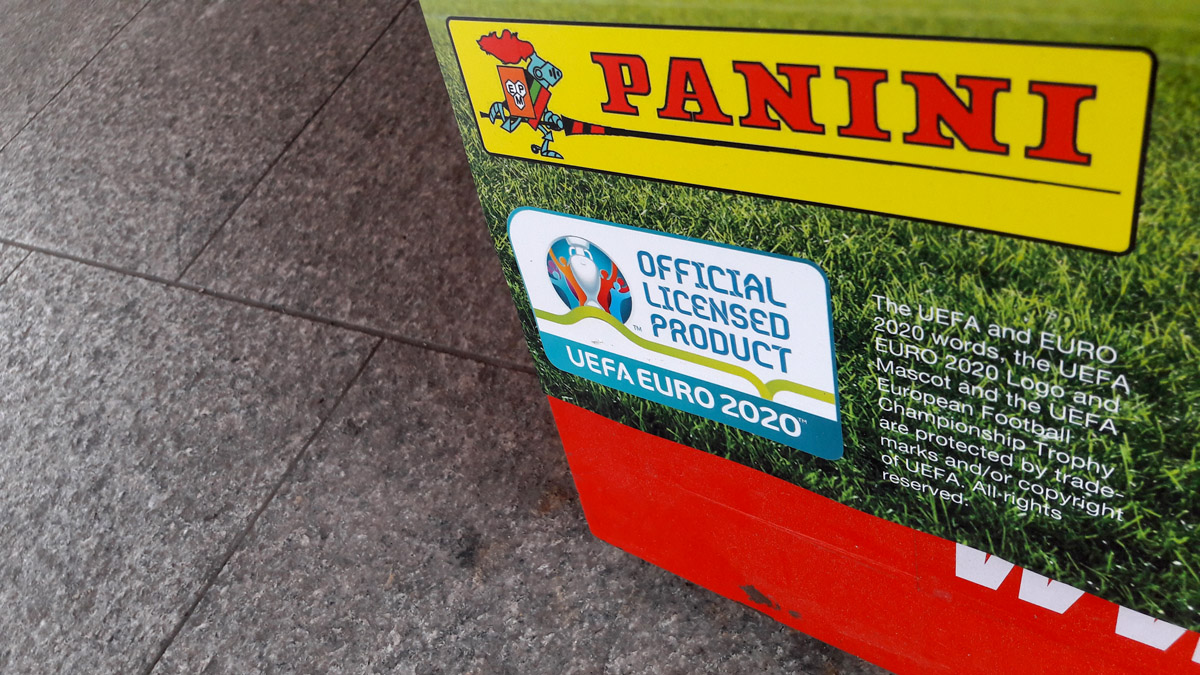 EPM
PANINI
OFFICIAL
LICENSED
PRODUCT
TM
UEFA EURO 2020™
The UEFA and EURO
2020 words, the UEFA
EURO 2020 Logo and
Mascot and the UEFA
European Football
Championship Trophy
are protected by trade-
marks and/or copyright
of UEFA. All rights
reserved.